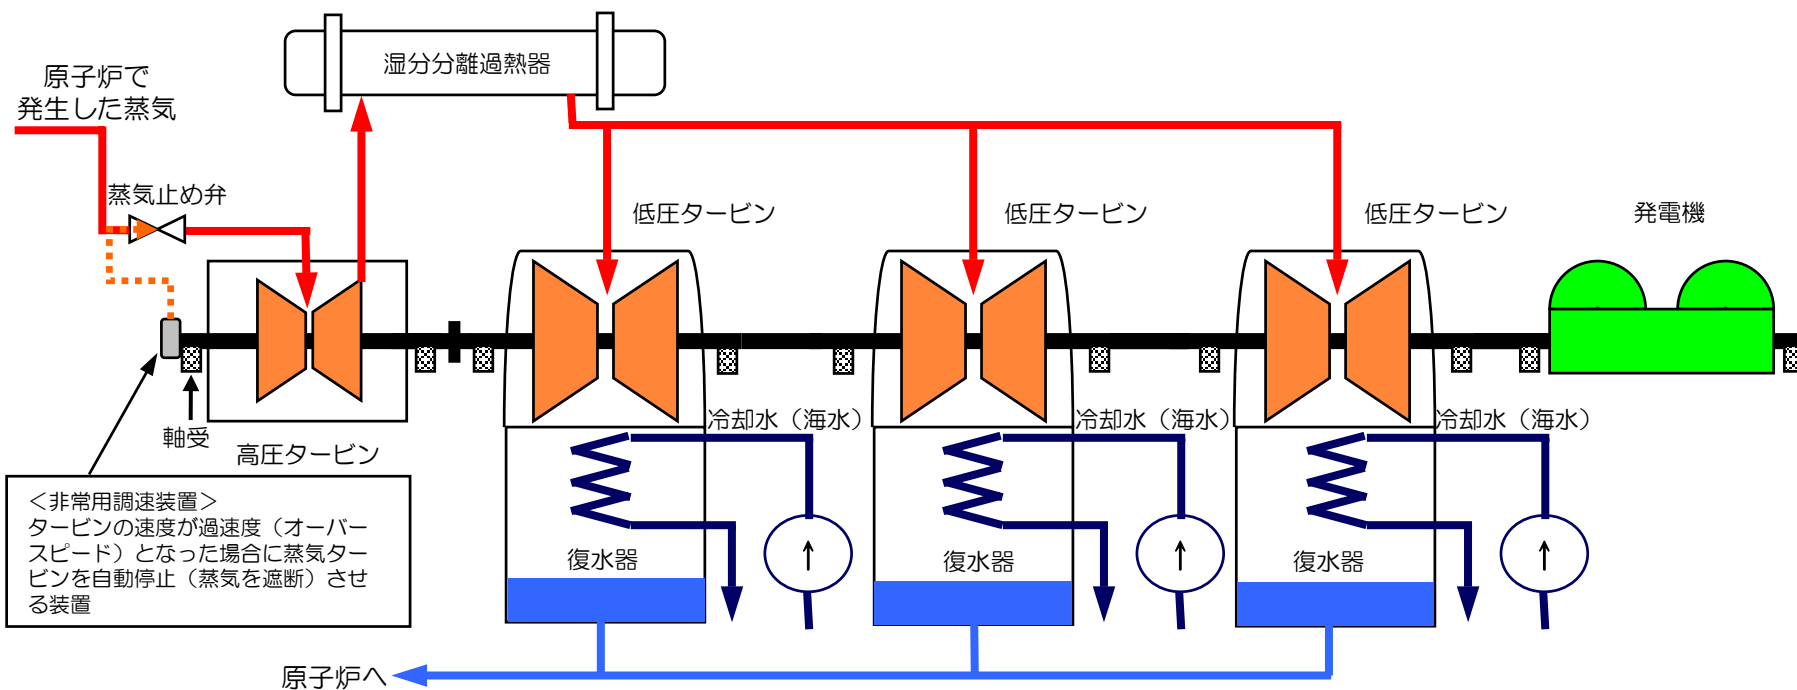 湿分分離過熱器
原子炉で
発生した蒸気
蒸気止め弁
低圧タービン
低圧タービン
低圧タービン
発電機
冷却水（海水）
冷却水（海水）
冷却水（海水）
軸受
高圧タービン
＜非常用調速装置＞
タービンの速度が過速度（オーバー
スピード）となった場合に蒸気ター
ビンを自動停止（蒸気を遮断）させ
る装置
復水器
復水器
復水器
原子炉へ